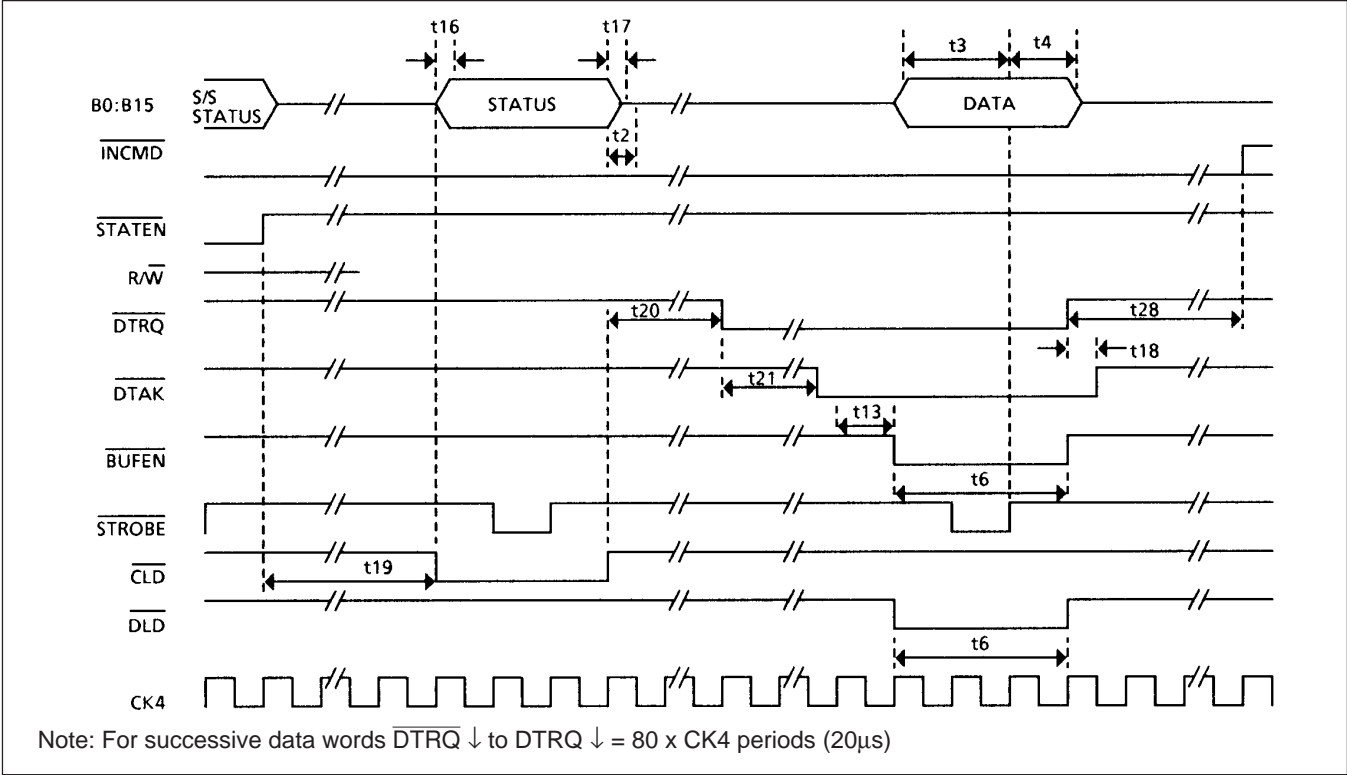 t16
t17
t3
t4
B0:B15
S/S
STATUS
STATUS
DATA
t2
INCMD
STATEN
R/W
DTRQ
t20
t28
t18
DTAK
t21
t13
BUFEN
t6
STROBE
CLD
t19
DLD
t6
CK4
Note: For successive data words DTRQ ↓ to DTRQ ↓ = 80 x CK4 periods (20μs)